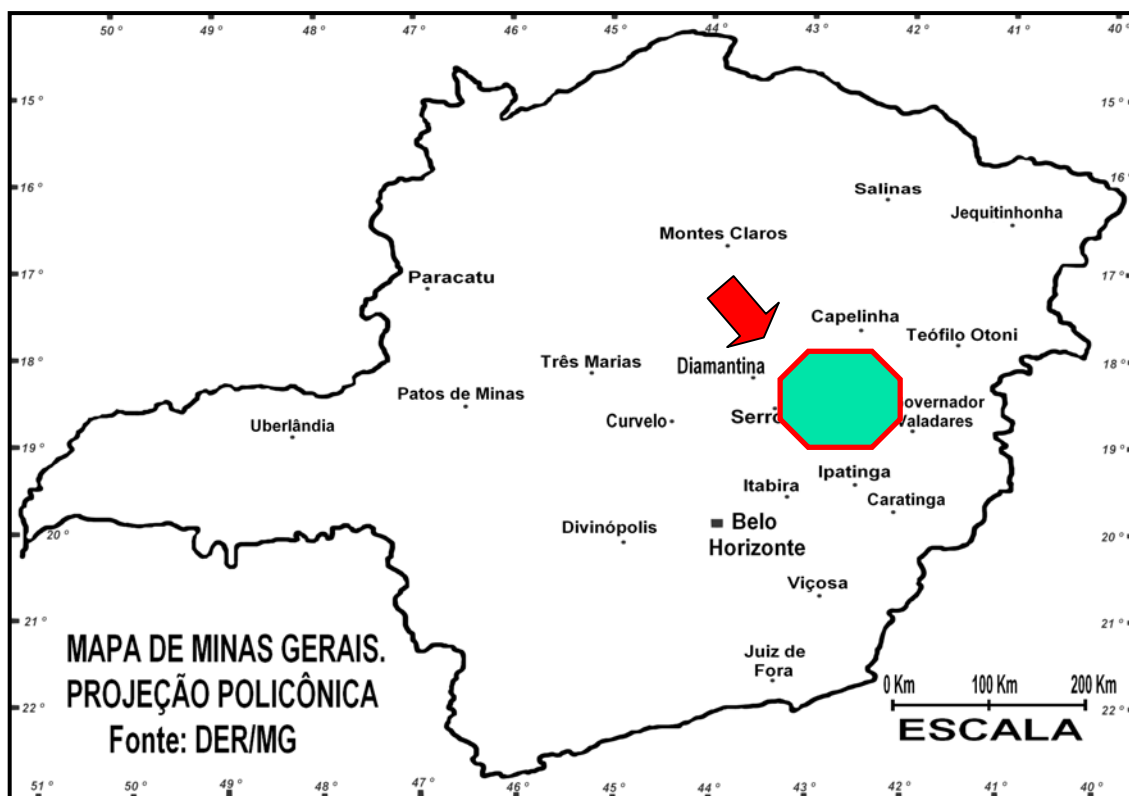 50 º 49 º 48 º 47 º 46 º 45 º 44 º 43 º 42 º 41 º 40 º
15 º 15 º
16 º 16 º
Salinas
Jequitinhonha
Montes Claros
17 º 17 º
Paracatu
Capelinha
Teófilo Otoni
18 º 18 º
Três Marias
Diamantina
Patos de Minas
Curvelo
Serro
overnador
Valadares
Uberlândia
19 º 19 º
Ipatinga
Itabira
Caratinga
Divinópolis
Belo
Horizonte
20 º 20 º
Viçosa
21 º 21 º
MAPA DE MINAS GERAIS.
PROJEÇÃO POLICÔNICA
Fonte: DER/MG
Juiz de
Fora
0 Km 100 Km 200 Km
ESCALA
22 º 22 º
51 º 50 º 49 º 48 º 47 º 46 º 45 º 44 º 43 º 42 º 41 º 40 º